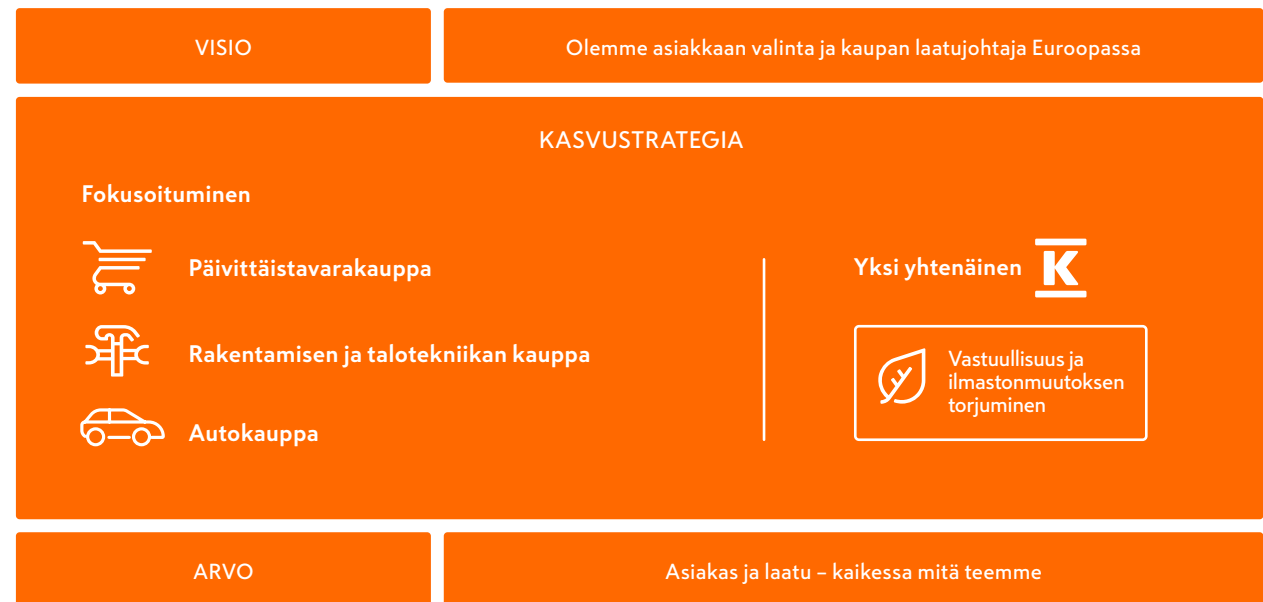 VISIO
Olemme asiakkaan valinta ja kaupan laatujohtaja Euroopassa
KASVUSTRATEGIA
Fokusoituminen
Päivittäistavarakauppa
Rakentamisen ja talotekniikan kauppa
Autokauppa
Yksi yhtenäinen K
Vastuullisuus ja
ilmastonmuutoksen
torjuminen
ARVO
Asiakas ja laatu – kaikessa mitä teemme